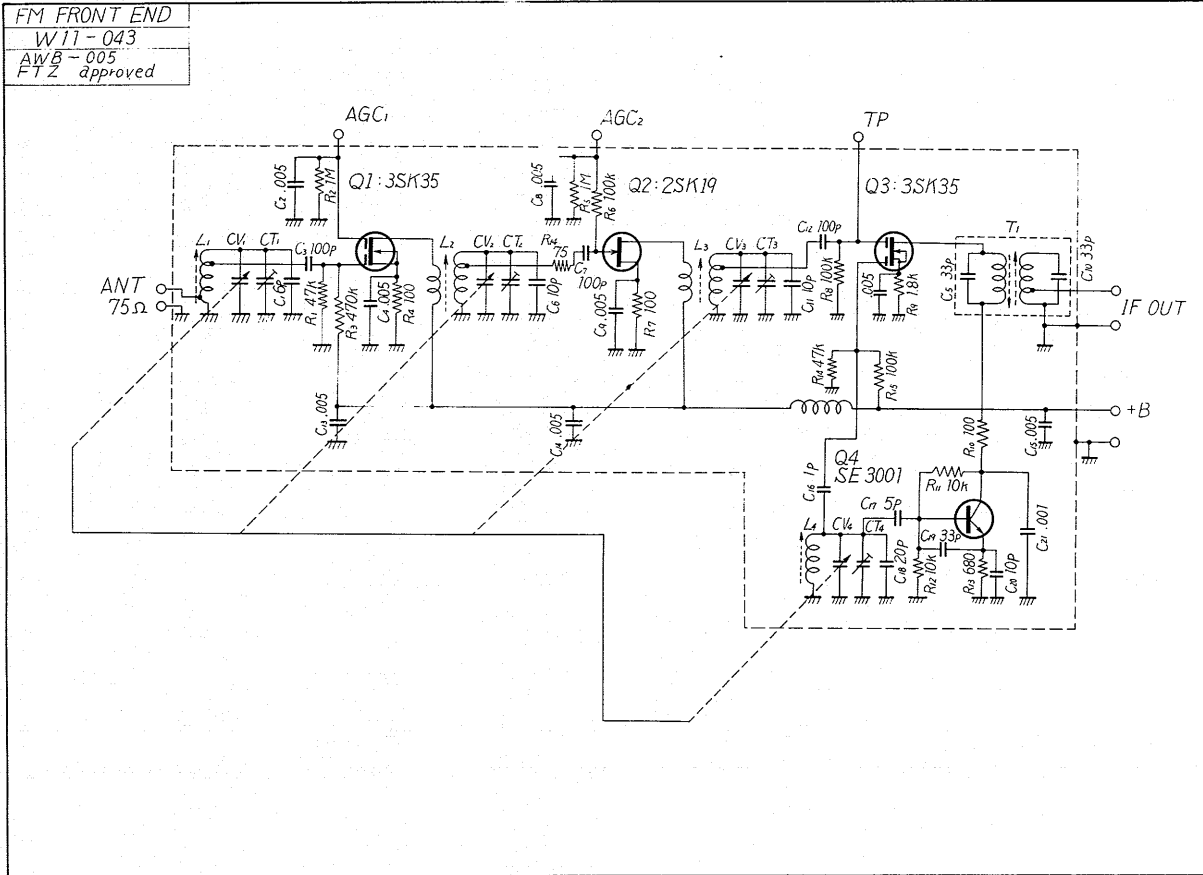 FM FRONT END
W11-043
AWB-005
FTZ approved
AGC1
AGC2
TP
C2 .005
R2 1M
Q1:3SK35
C8 .005
R5 1M
R6 100k
Q2:2SK19
Q3:3SK35
L1
CV1
CT1
C3 100p
L2
CV2
CT2
R14
75
C7
100p
L3
CV3
CT3
C12 100p
T1
ANT
75Ω
R1 47k
R3 470k
C4 .005
R4 100
C6 10p
C9 .005
R7 100
C11 10p
R8 100k
.005
R9 1.8k
C5 33p
C10 33p
IF OUT
R14 47k
R15 100k
C13 .005
C14 .005
+B
C15 .005
R10 100
Q4
SE 3001
C16 1p
R11 10k
C17 5p
L4
CV4
CT4
C18 20p
C19 33p
R12 10k
R13 680
C20 10p
C21 .001